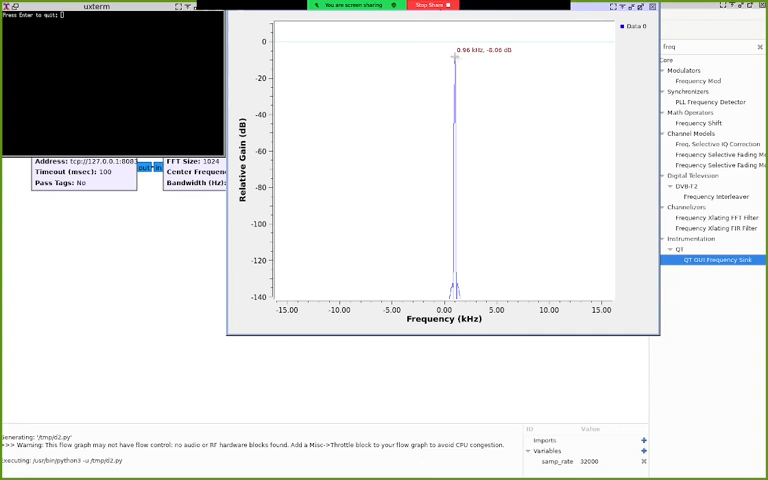 uxterm
You are screen sharing
Stop Share
Press Enter to quit:
Address: tcp://127.0.0.1:8083
Timeout (msec): 100
Pass Tags: No
out
in
FFT Size: 1024
Center Frequenc
Bandwidth (Hz):
Data 0
0.96 kHz, -8.06 dB
Relative Gain (dB)
0
-20
-40
-60
-80
-100
-120
-140
-15.00
-10.00
-5.00
0.00
5.00
10.00
15.00
Frequency (kHz)
freq
Core
Modulators
Frequency Mod
Synchronizers
PLL Frequency Detector
Math Operators
Frequency Shift
Channel Models
Freq. Selective IQ Correction
Frequency Selective Fading Mo
Frequency Selective Fading Mo
Digital Television
DVB-T2
Frequency Interleaver
Channelizers
Frequency Xlating FFT Filter
Frequency Xlating FIR Filter
Instrumentation
QT
QT GUI Frequency Sink
Generating: '/tmp/d2.py'
>>> Warning: This flow graph may not have flow control: no audio or RF hardware blocks found. Add a Misc->Throttle block to your flow graph to avoid CPU congestion.
Executing: /usr/bin/python3 -u /tmp/d2.py
ID
Value
Imports
Variables
samp_rate
32000